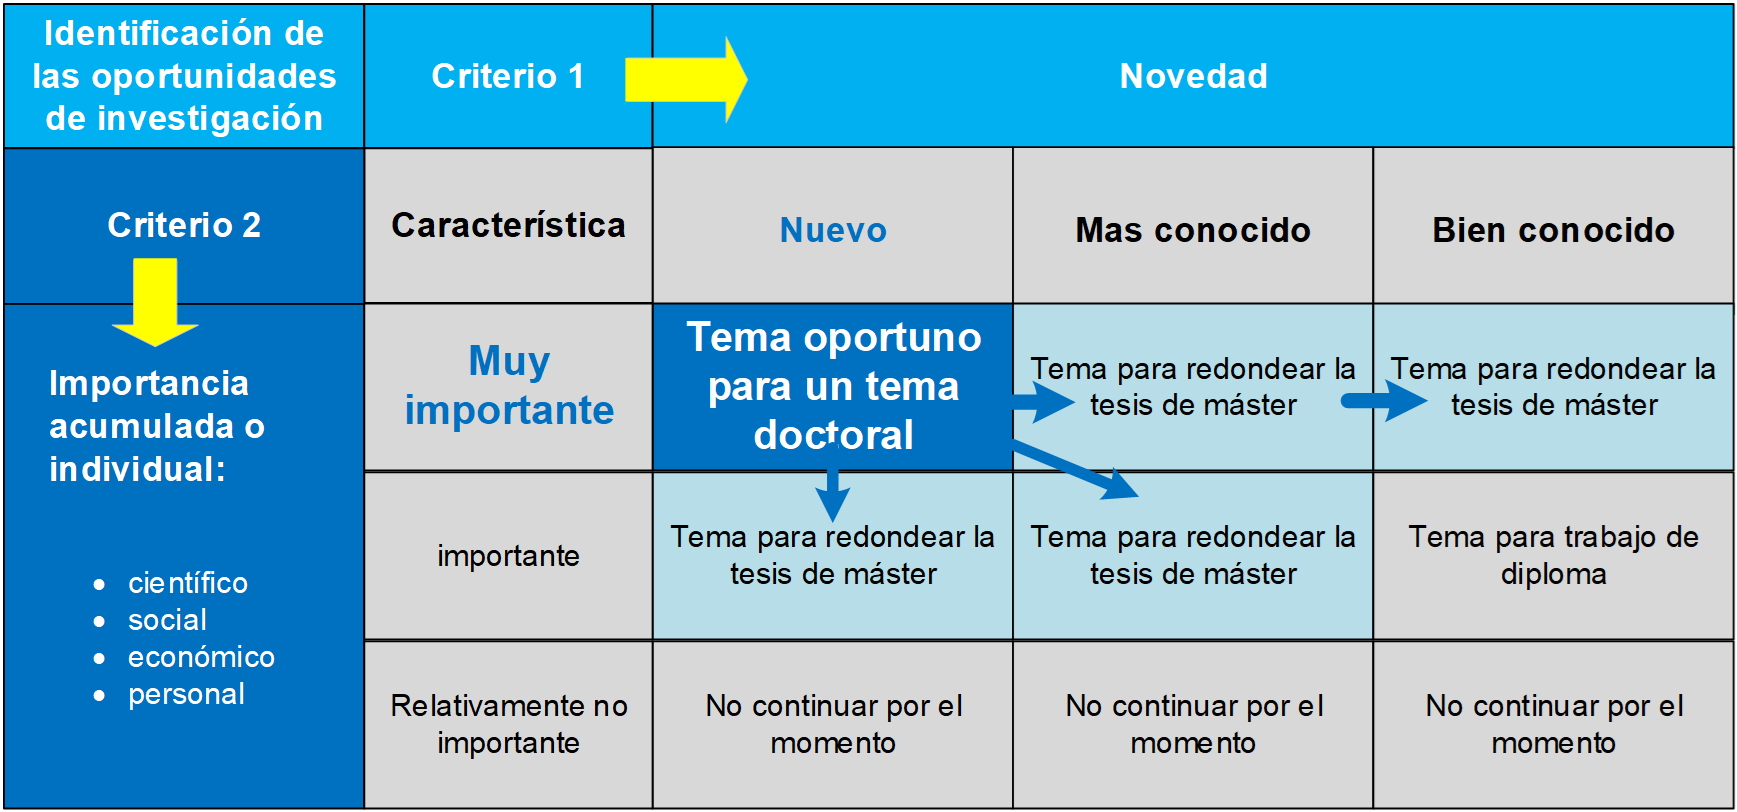 Identificación de
las oportunidades
de investigación
Criterio 1
Novedad
Criterio 2
Característica
Nuevo
Mas conocido
Bien conocido
Importancia
acumulada o
individual:
• científico
• social
• económico
• personal
Muy
importante
Tema oportuno
para un tema
doctoral
Tema para redondear la
tesis de máster
Tema para redondear la
tesis de máster
importante
Tema para redondear la
tesis de máster
Tema para redondear la
tesis de máster
Tema para trabajo de
diploma
Relativamente no
importante
No continuar por el
momento
No continuar por el
momento
No continuar por el
momento